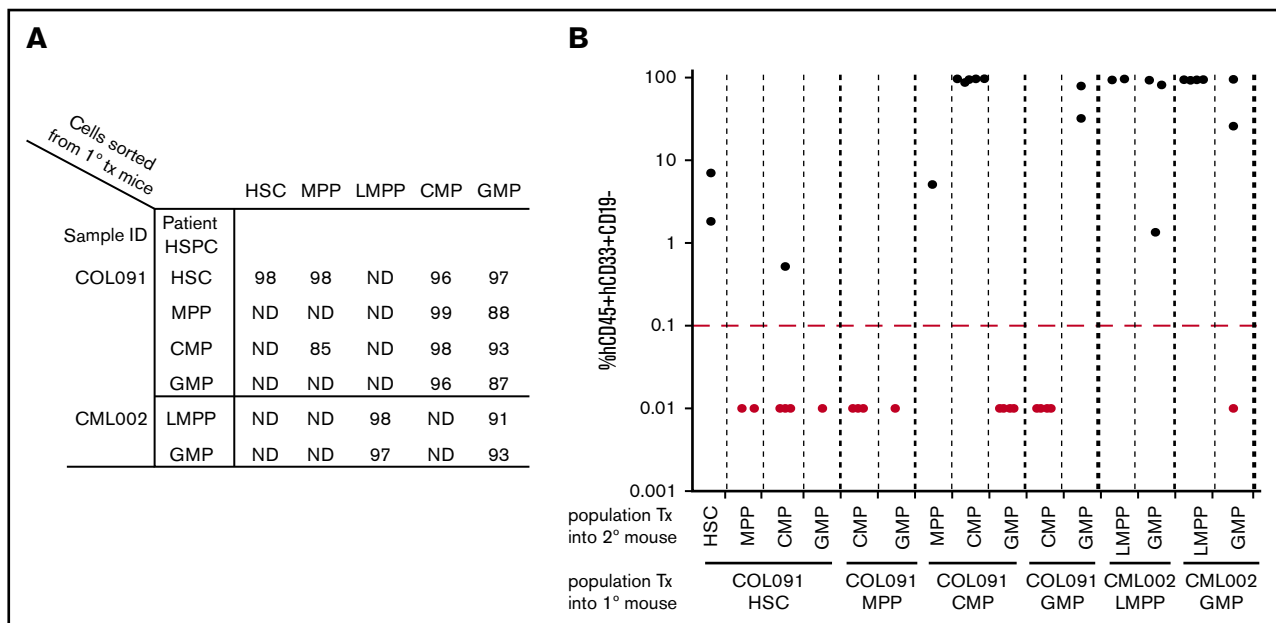 A
Cells sorted
from 1° tx mice
HSC MPP LMPP CMP GMP
Sample ID Patient
HSPC
COL091 HSC 98 98 ND 96 97
MPP ND ND ND 99 88
CMP ND 85 ND 98 93
GMP ND ND ND 96 87
CML002 LMPP ND ND 98 ND 91
GMP ND ND 97 ND 93
B
%hCD45+hCD33+CD19-
100
10
1
0.1
0.01
0.001
population Tx
into 2° mouse
HSC MPP CMP GMP CMP GMP MPP CMP GMP CMP GMP LMPP GMP LMPP GMP
population Tx
into 1° mouse
COL091 COL091 COL091 COL091 CML002 CML002
HSC MPP CMP GMP LMPP GMP